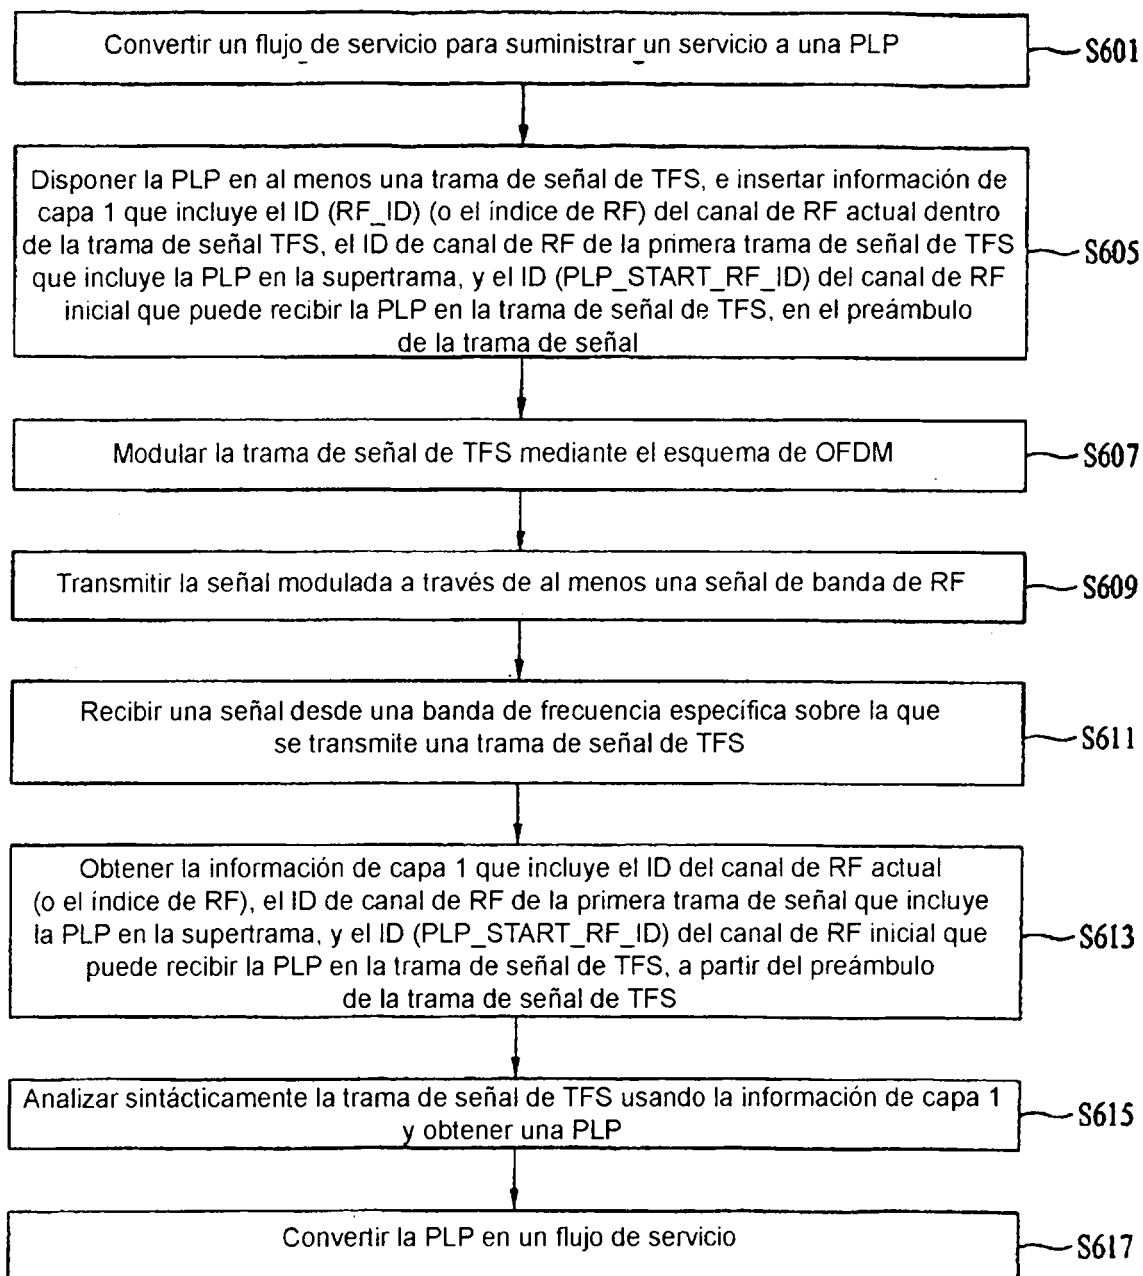 Convertir un flujo de servicio para suministrar un servicio a una PLP
S601
Disponer la PLP en al menos una trama de señal de TFS, e insertar información de
capa 1 que incluye el ID (RF_ID) (o el índice de RF) del canal de RF actual dentro
de la trama de señal TFS, el ID de canal de RF de la primera trama de señal de TFS
que incluye la PLP en la supertrama, y el ID (PLP_START_RF_ID) del canal de RF
inicial que puede recibir la PLP en la trama de señal de TFS, en el preámbulo
de la trama de señal
S605
Modular la trama de señal de TFS mediante el esquema de OFDM
S607
Transmitir la señal modulada a través de al menos una señal de banda de RF
S609
Recibir una señal desde una banda de frecuencia específica sobre la que
se transmite una trama de señal de TFS
S611
Obtener la información de capa 1 que incluye el ID del canal de RF actual
(o el índice de RF), el ID de canal de RF de la primera trama de señal que incluye
la PLP en la supertrama, y el ID (PLP_START_RF_ID) del canal de RF inicial que
puede recibir la PLP en la trama de señal de TFS, a partir del preámbulo
de la trama de señal de TFS
S613
Analizar sintácticamente la trama de señal de TFS usando la información de capa 1
y obtener una PLP
S615
Convertir la PLP en un flujo de servicio
S617